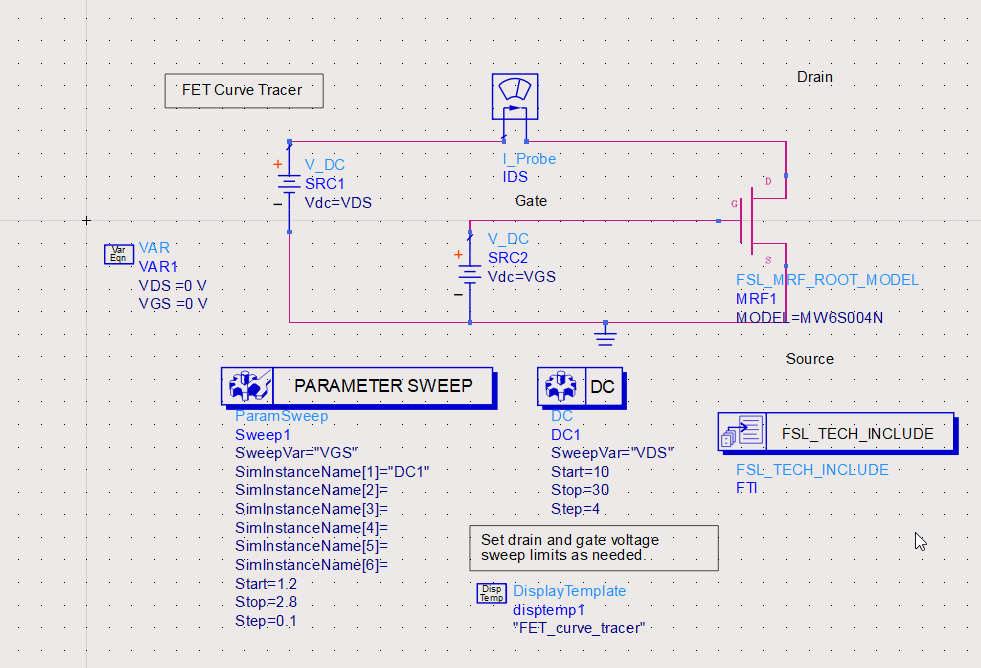 FET Curve Tracer
Drain
+
V_DC
SRC1
Vdc=VDS
−
I_Probe
IDS
Gate
D
G
S
+
V_DC
SRC2
Vdc=VGS
−
Var
Eqn
VAR
VAR1
VDS =0 V
VGS =0 V
FSL_MRF_ROOT_MODEL
MRF1
MODEL=MW6S004N
Source
PARAMETER SWEEP
ParamSweep
Sweep1
SweepVar="VGS"
SimInstanceName[1]="DC1"
SimInstanceName[2]=
SimInstanceName[3]=
SimInstanceName[4]=
SimInstanceName[5]=
SimInstanceName[6]=
Start=1.2
Stop=2.8
Step=0.1
DC
DC
DC1
SweepVar="VDS"
Start=10
Stop=30
Step=4
FSL_TECH_INCLUDE
FSL_TECH_INCLUDE
FTI
Set drain and gate voltage
sweep limits as needed.
Disp
Temp
DisplayTemplate
disptemp1
"FET_curve_tracer"